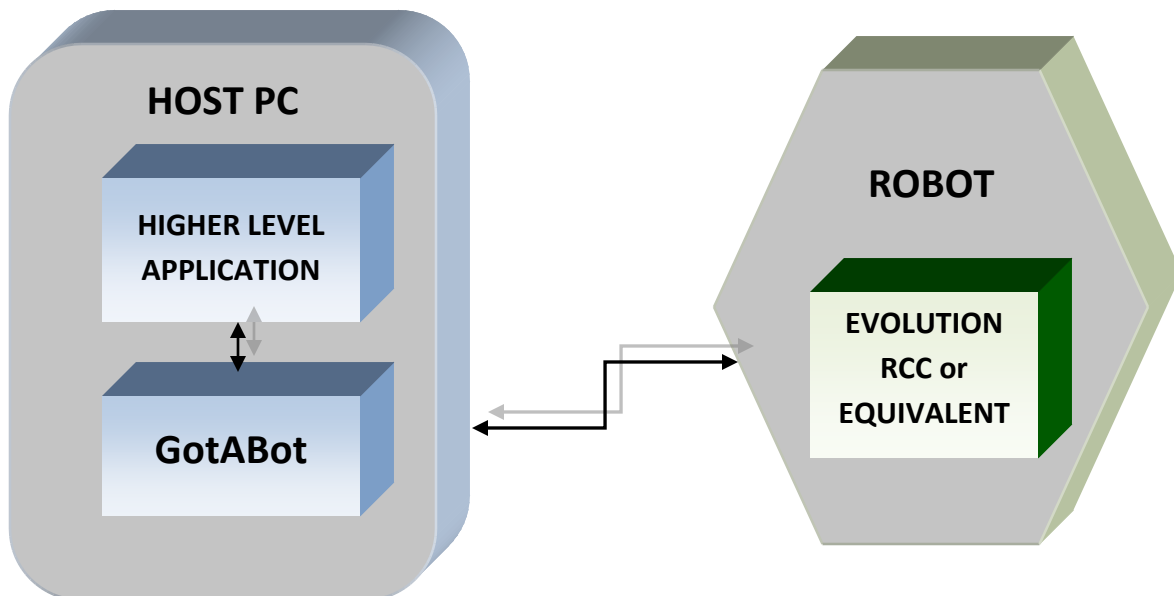 HOST PC
HIGHER LEVEL
APPLICATION
GotABot
ROBOT
EVOLUTION
RCC or
EQUIVALENT